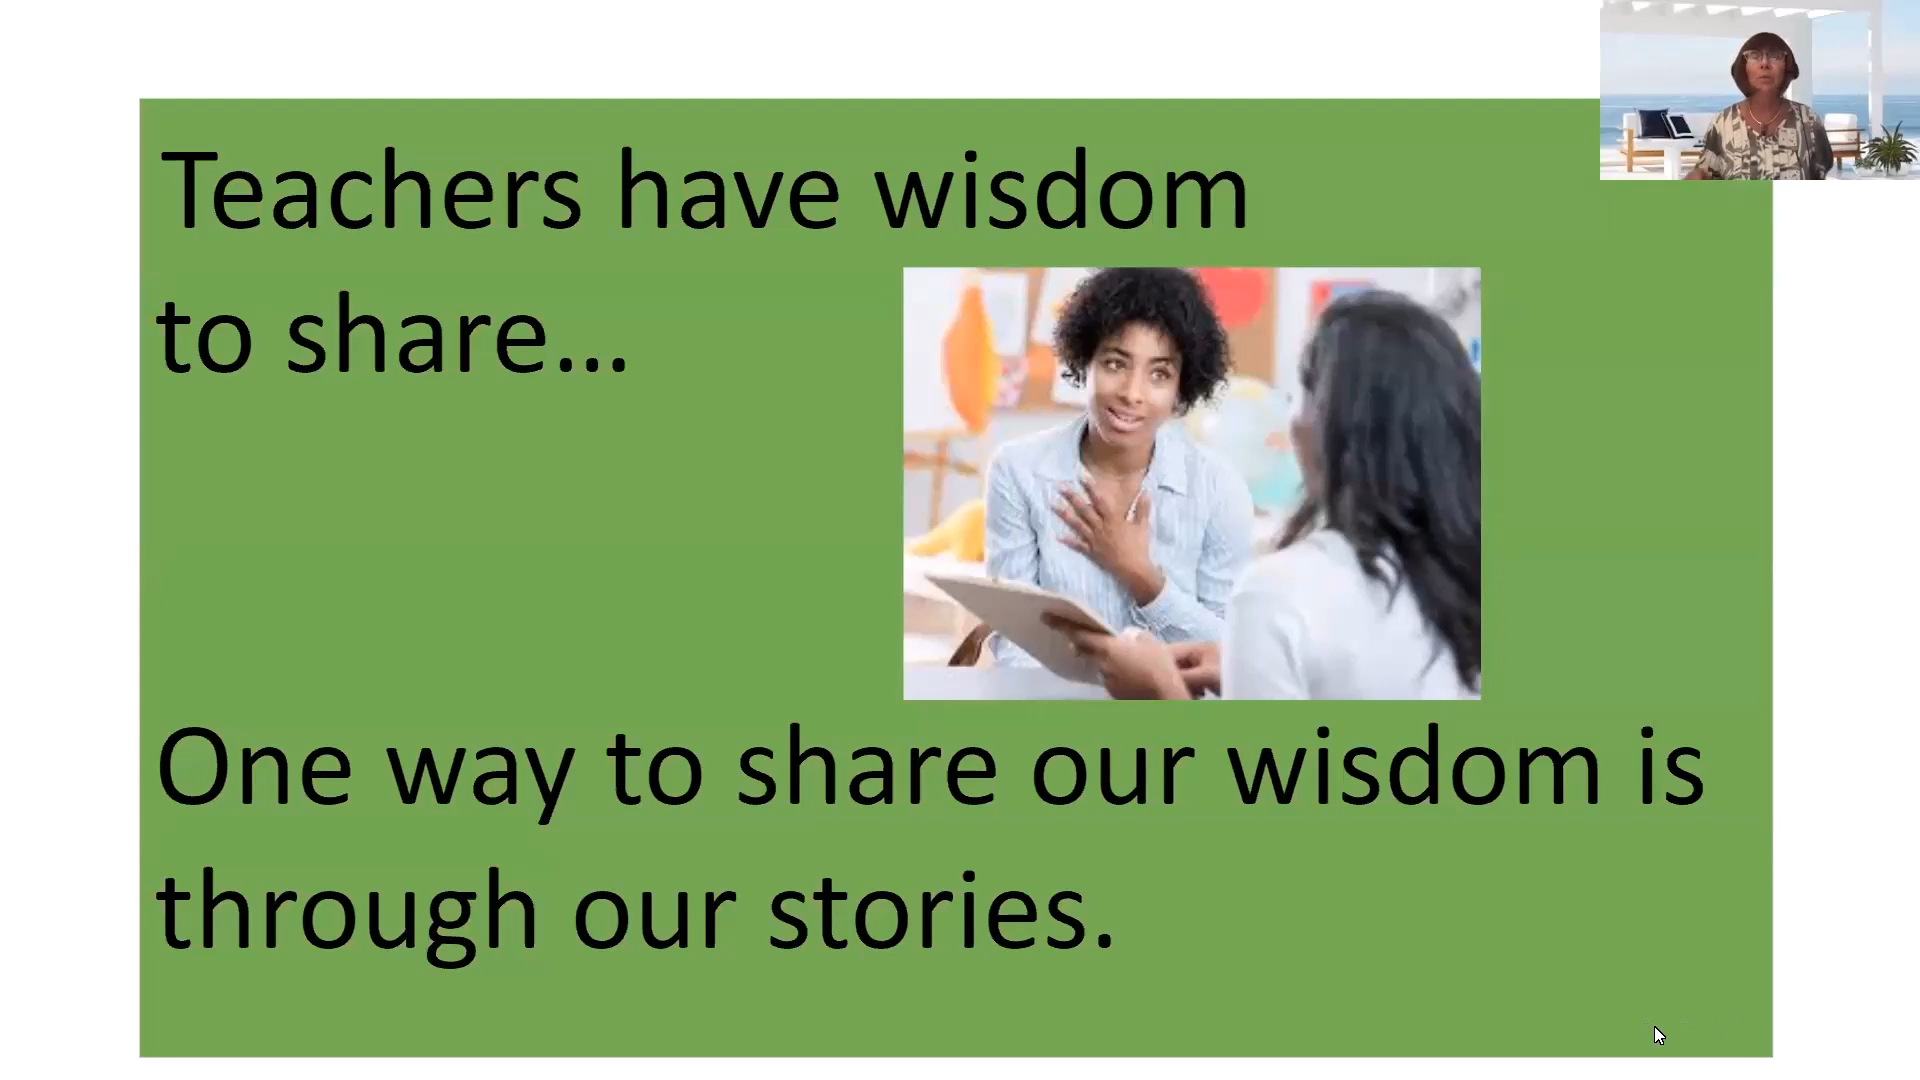 Teachers have wisdom
to share...
One way to share our wisdom is
through our stories.